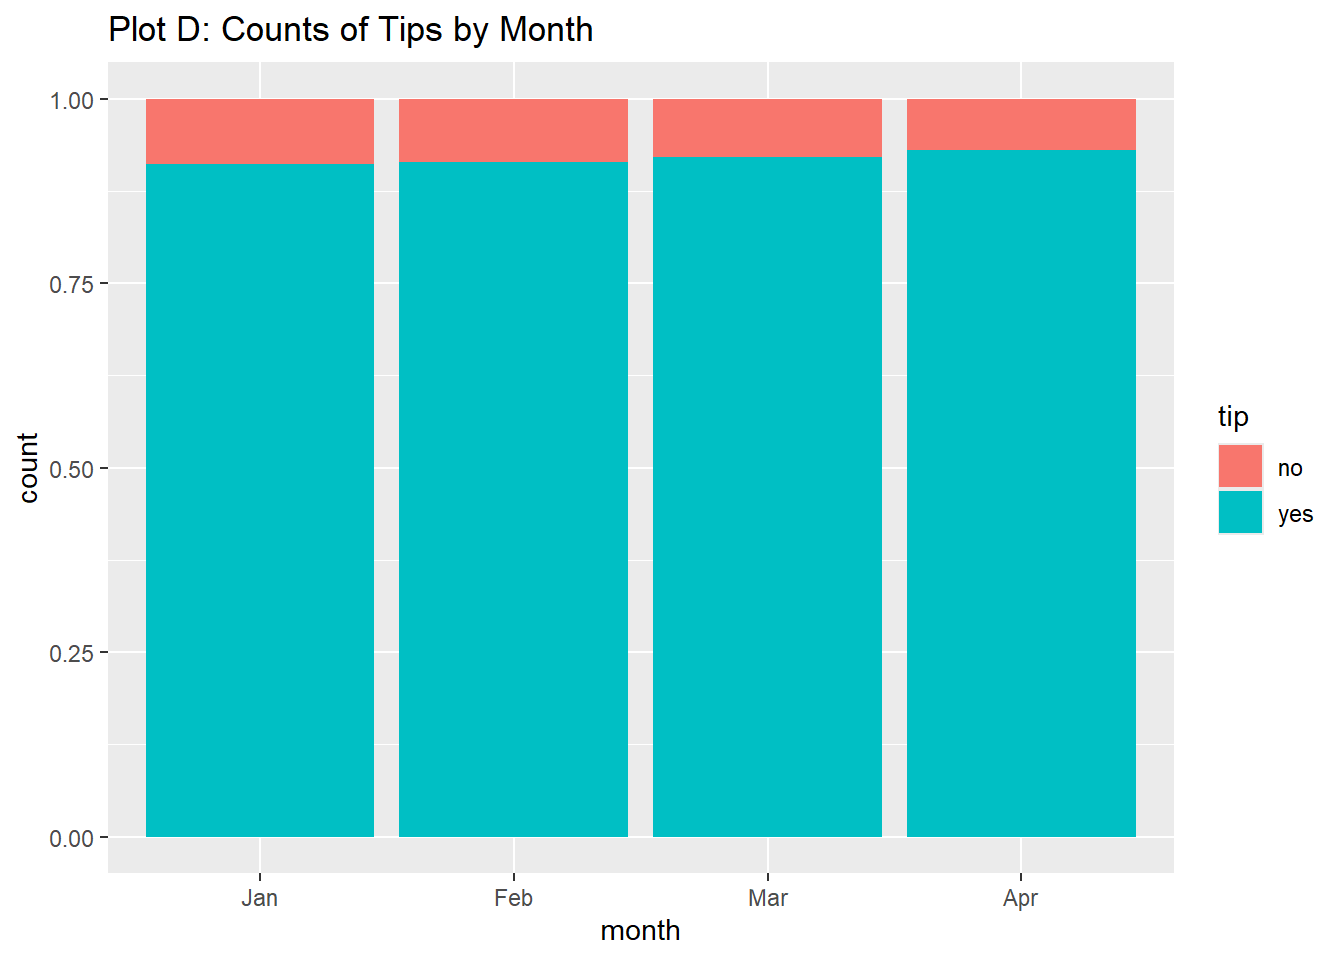 Plot D: Counts of Tips by Month
1.00
0.75
0.50
0.25
0.00
count
Jan Feb Mar Apr
month
tip
no
yes